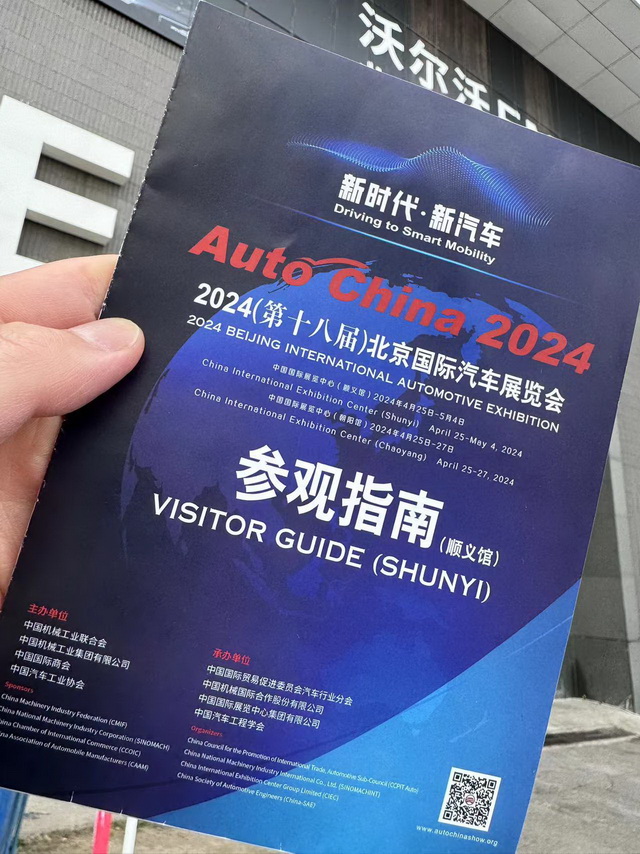 沃尔沃
E
新时代·新汽车
Driving to Smart Mobility
Auto China 2024
2024(第十八届)北京国际汽车展览会
2024 BEIJING INTERNATIONAL AUTOMOTIVE EXHIBITION
中国国际展览中心(顺义馆)2024年4月25日-5月4日
China International Exhibition Center (Shunyi) April 25-May 4, 2024
中国国际展览中心(朝阳馆)2024年4月25日-27日
China International Exhibition Center (Chaoyang) April 25-27, 2024
参观指南(顺义馆)
VISITOR GUIDE (SHUNYI)
主办单位
中国机械工业联合会
中国机械工业集团有限公司
中国国际商会
中国汽车工业协会
Sponsors
China Machinery Industry Federation (CMIF)
China National Machinery Industry Corporation (SINOMACH)
Chamber of International Commerce (CCOIC)
Association of Automobile Manufacturers (CAAM)
承办单位
中国国际贸易促进委员会汽车行业分会
中国机械国际合作股份有限公司
中国国际展览中心集团有限公司
中国汽车工程学会
Organizers
China Council for the Promotion of International Trade, Automotive Sub-Council (CCPIT Auto)
China National Machinery Industry International Co., Ltd. (SINOMACHINT)
China International Exhibition Center Group Limited (CIEC)
China Society of Automotive Engineers (China-SAE)
www.autochinashow.org